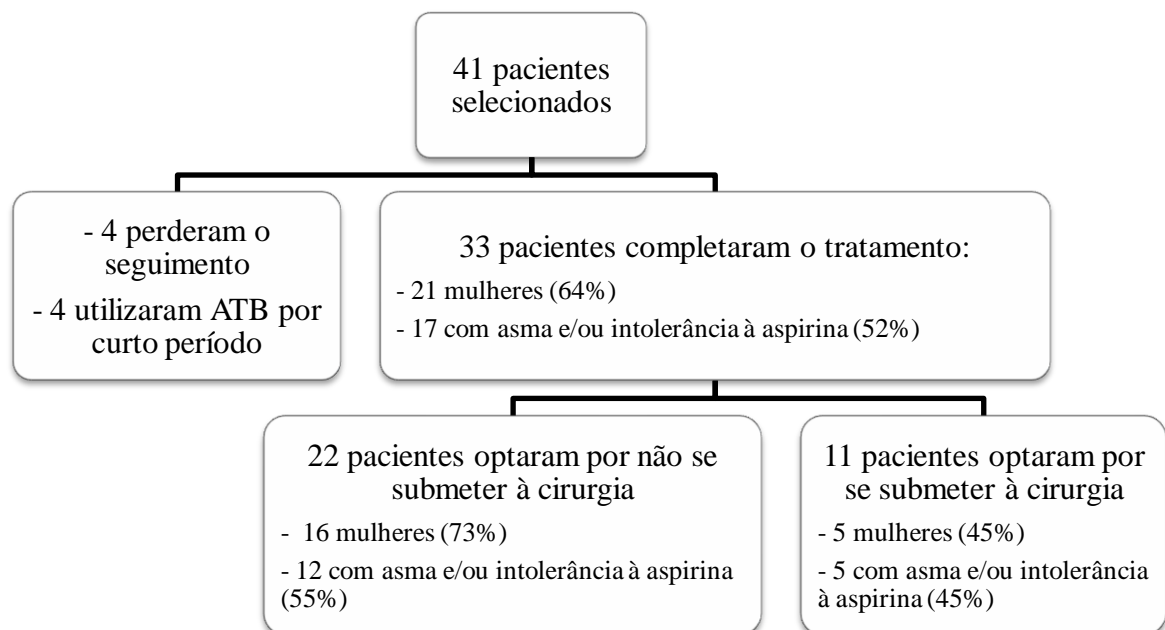 41 pacientes
selecionados
- 4 perderam o
seguimento
- 4 utilizaram ATB por
curto período
33 pacientes completaram o tratamento:
- 21 mulheres (64%)
- 17 com asma e/ou intolerância à aspirina (52%)
22 pacientes optaram por não se
submeter à cirurgia
- 16 mulheres (73%)
- 12 com asma e/ou intolerância à aspirina
(55%)
11 pacientes optaram por
se submeter à cirurgia
- 5 mulheres (45%)
- 5 com asma e/ou intolerância
à aspirina (45%)